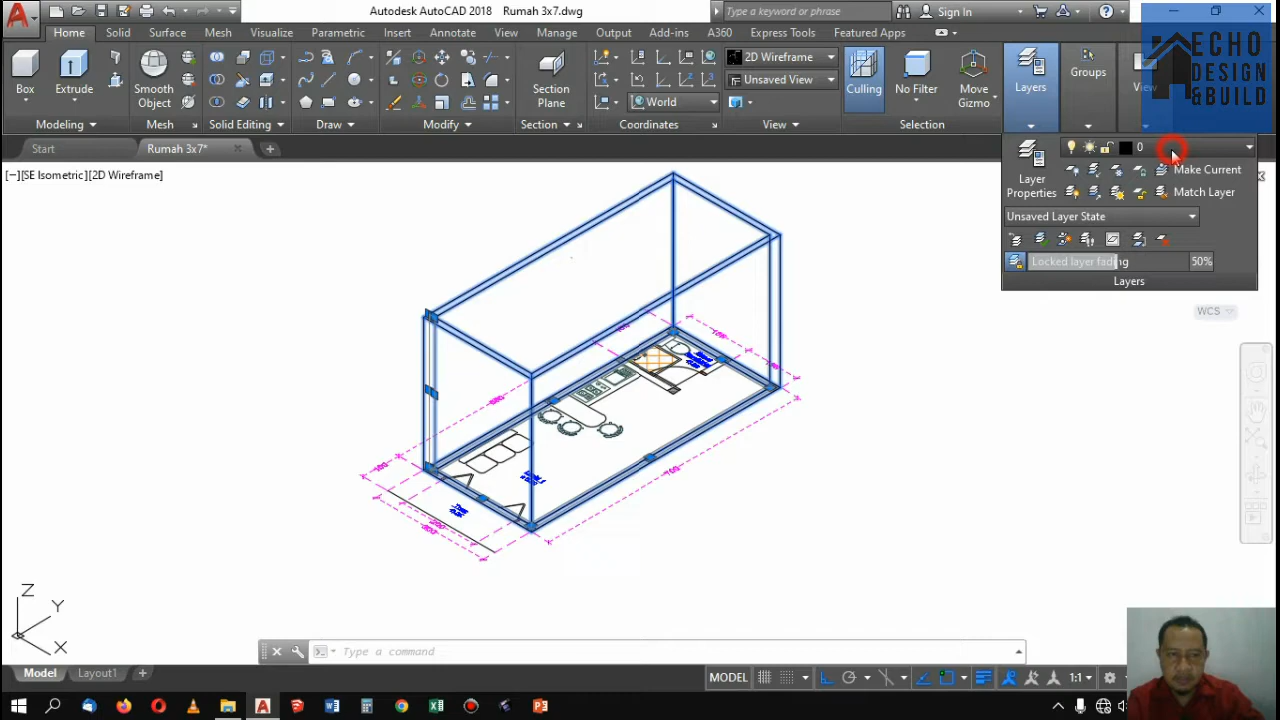 Autodesk AutoCAD 2018 Rumah 3x7.dwg
Type a keyword or phrase
Sign In
Home Solid Surface Mesh Visualize Parametric Insert Annotate View Manage Output Add-ins A360 Express Tools Featured Apps
ECHO
DESIGN
&BUILD
2D Wireframe
Unsaved View
World
Box
Extrude
Smooth
Object
Section
Plane
Culling
No Filter
Move
Gizmo
Layers
Groups
View
Modeling
Mesh
Solid Editing
Draw
Modify
Section
Coordinates
View
Selection
Start
Rumah 3x7*
0
Make Current
Layer
Properties
Match Layer
Unsaved Layer State
Locked layer fading
50%
Layers
[−][SE Isometric][2D Wireframe]
WCS
Z
Y
X
Type a command
Model
Layout1
MODEL
1:1